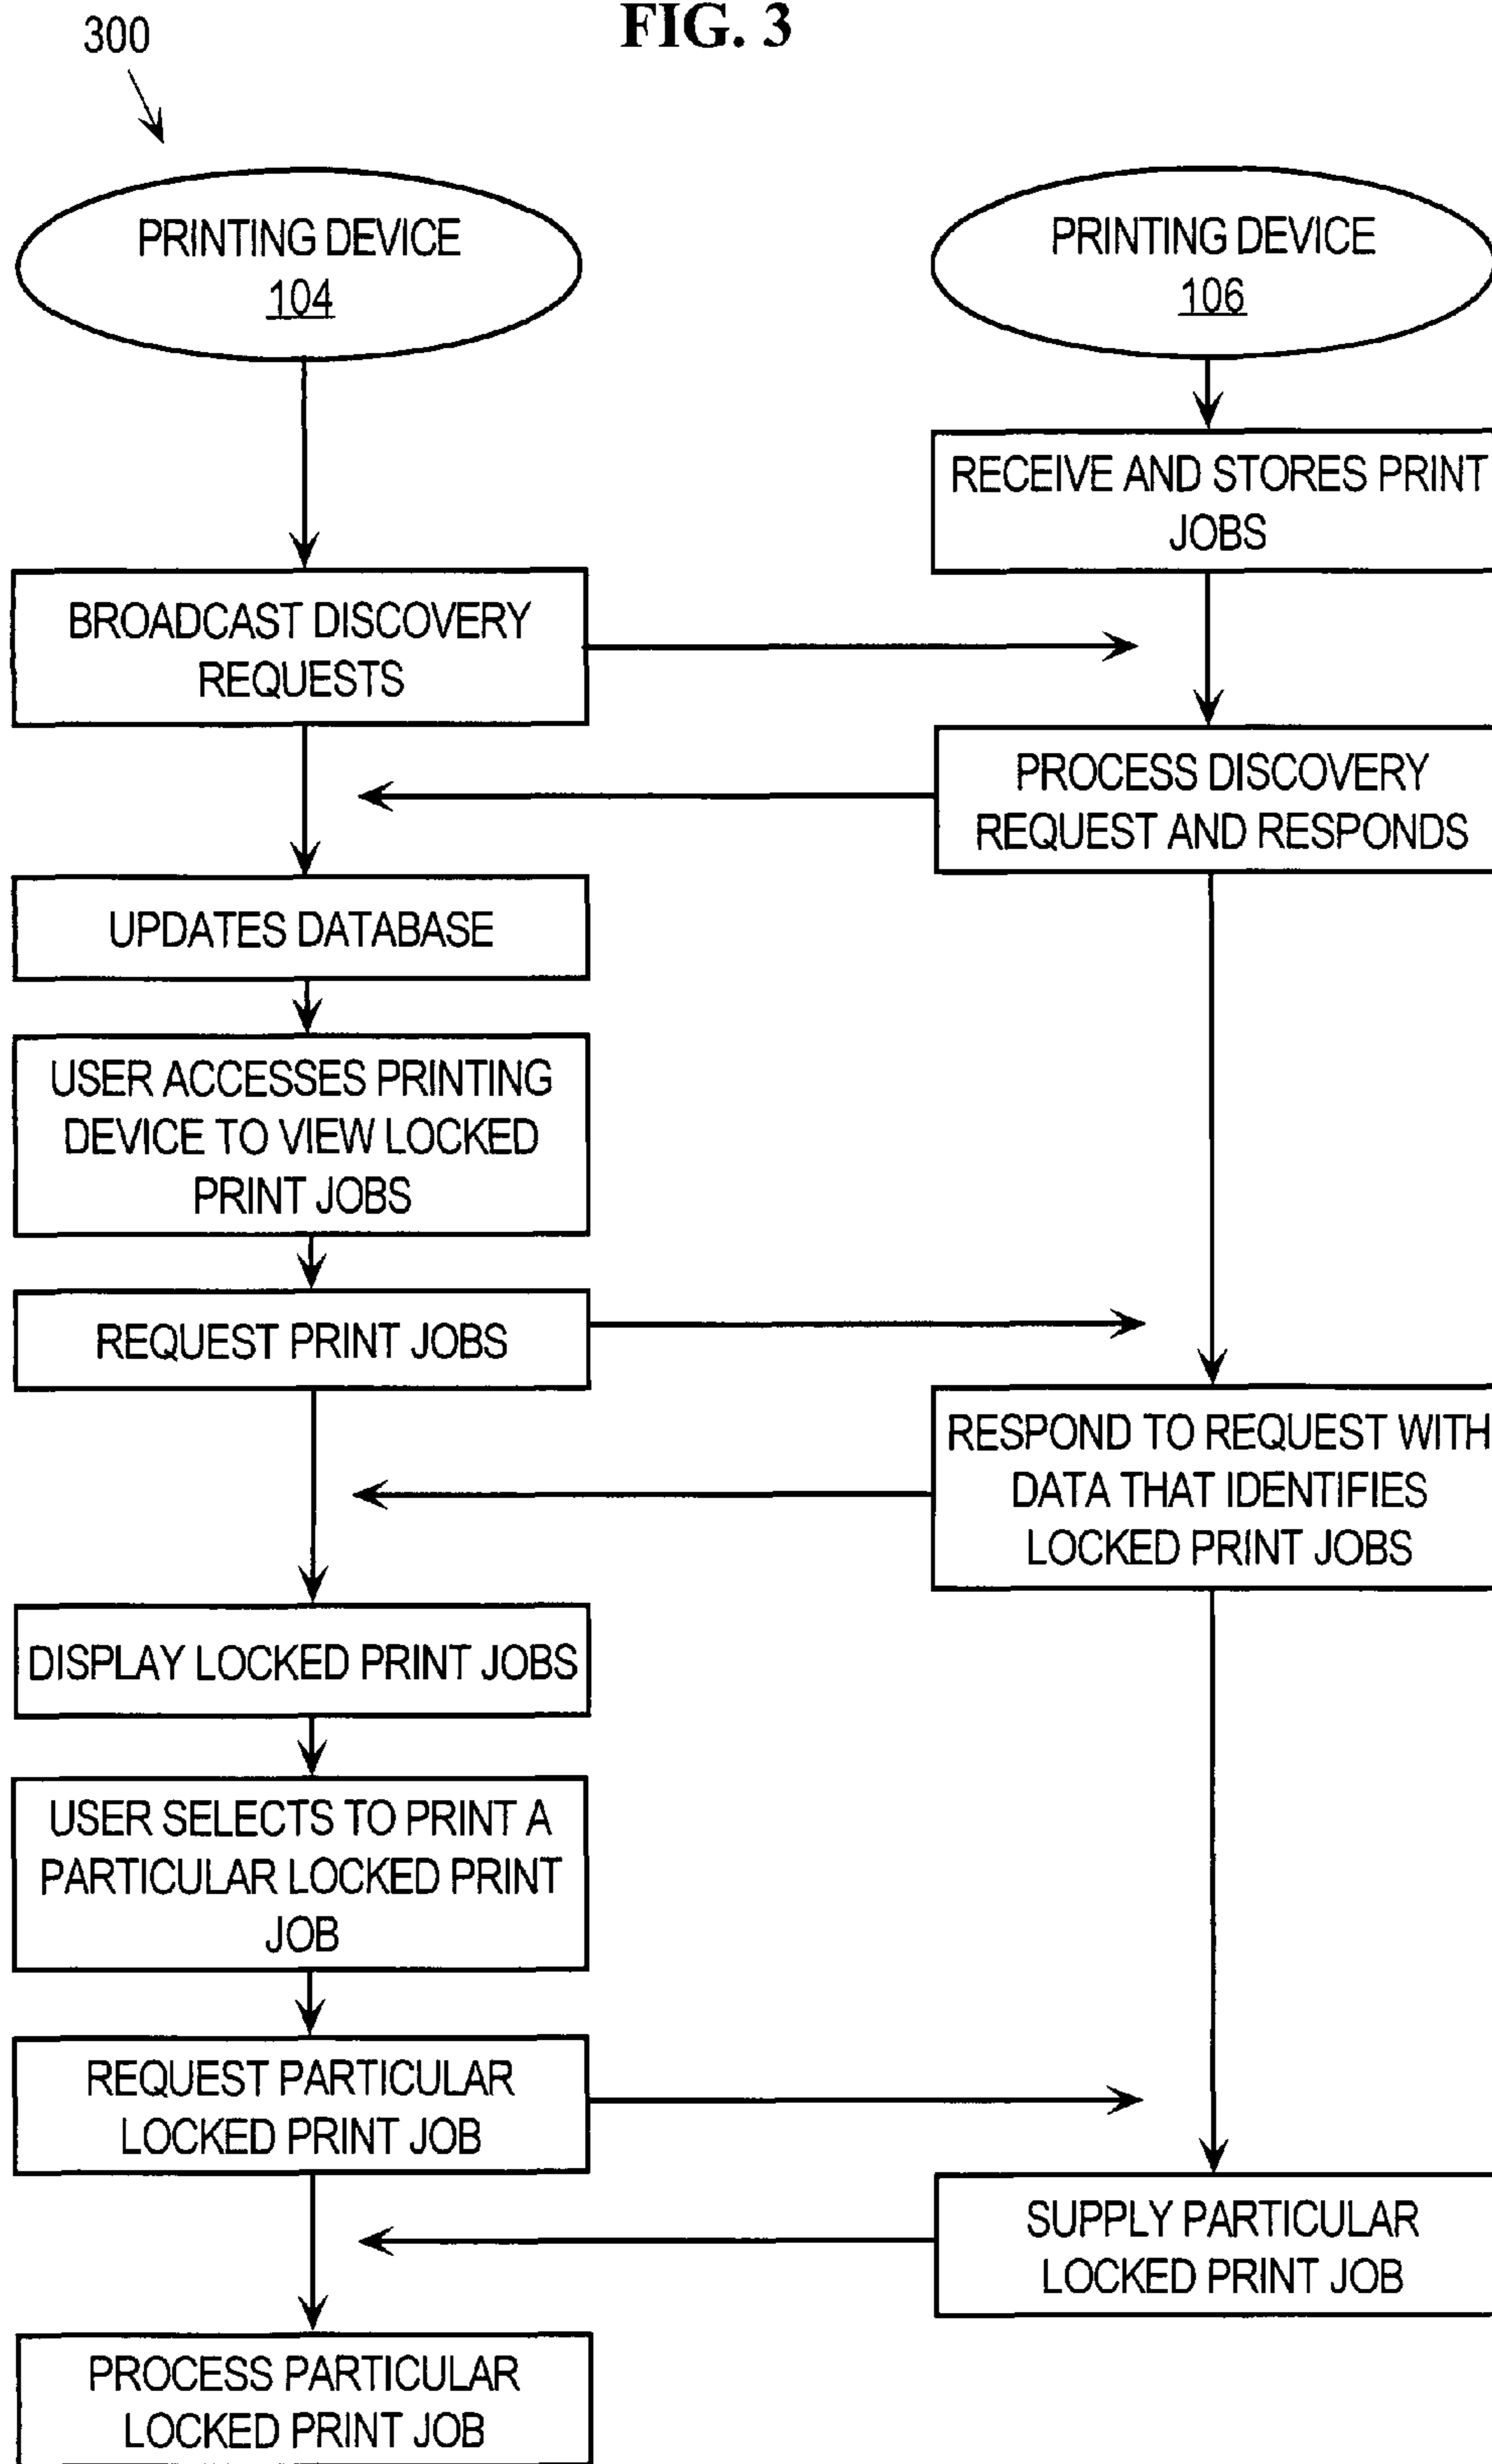 FIG. 3
300
PRINTING DEVICE
104
PRINTING DEVICE
106
RECEIVE AND STORES PRINT
JOBS
BROADCAST DISCOVERY
REQUESTS
PROCESS DISCOVERY
REQUEST AND RESPONDS
UPDATES DATABASE
USER ACCESSES PRINTING
DEVICE TO VIEW LOCKED
PRINT JOBS
REQUEST PRINT JOBS
RESPOND TO REQUEST WITH
DATA THAT IDENTIFIES
LOCKED PRINT JOBS
DISPLAY LOCKED PRINT JOBS
USER SELECTS TO PRINT A
PARTICULAR LOCKED PRINT
JOB
REQUEST PARTICULAR
LOCKED PRINT JOB
SUPPLY PARTICULAR
LOCKED PRINT JOB
PROCESS PARTICULAR
LOCKED PRINT JOB